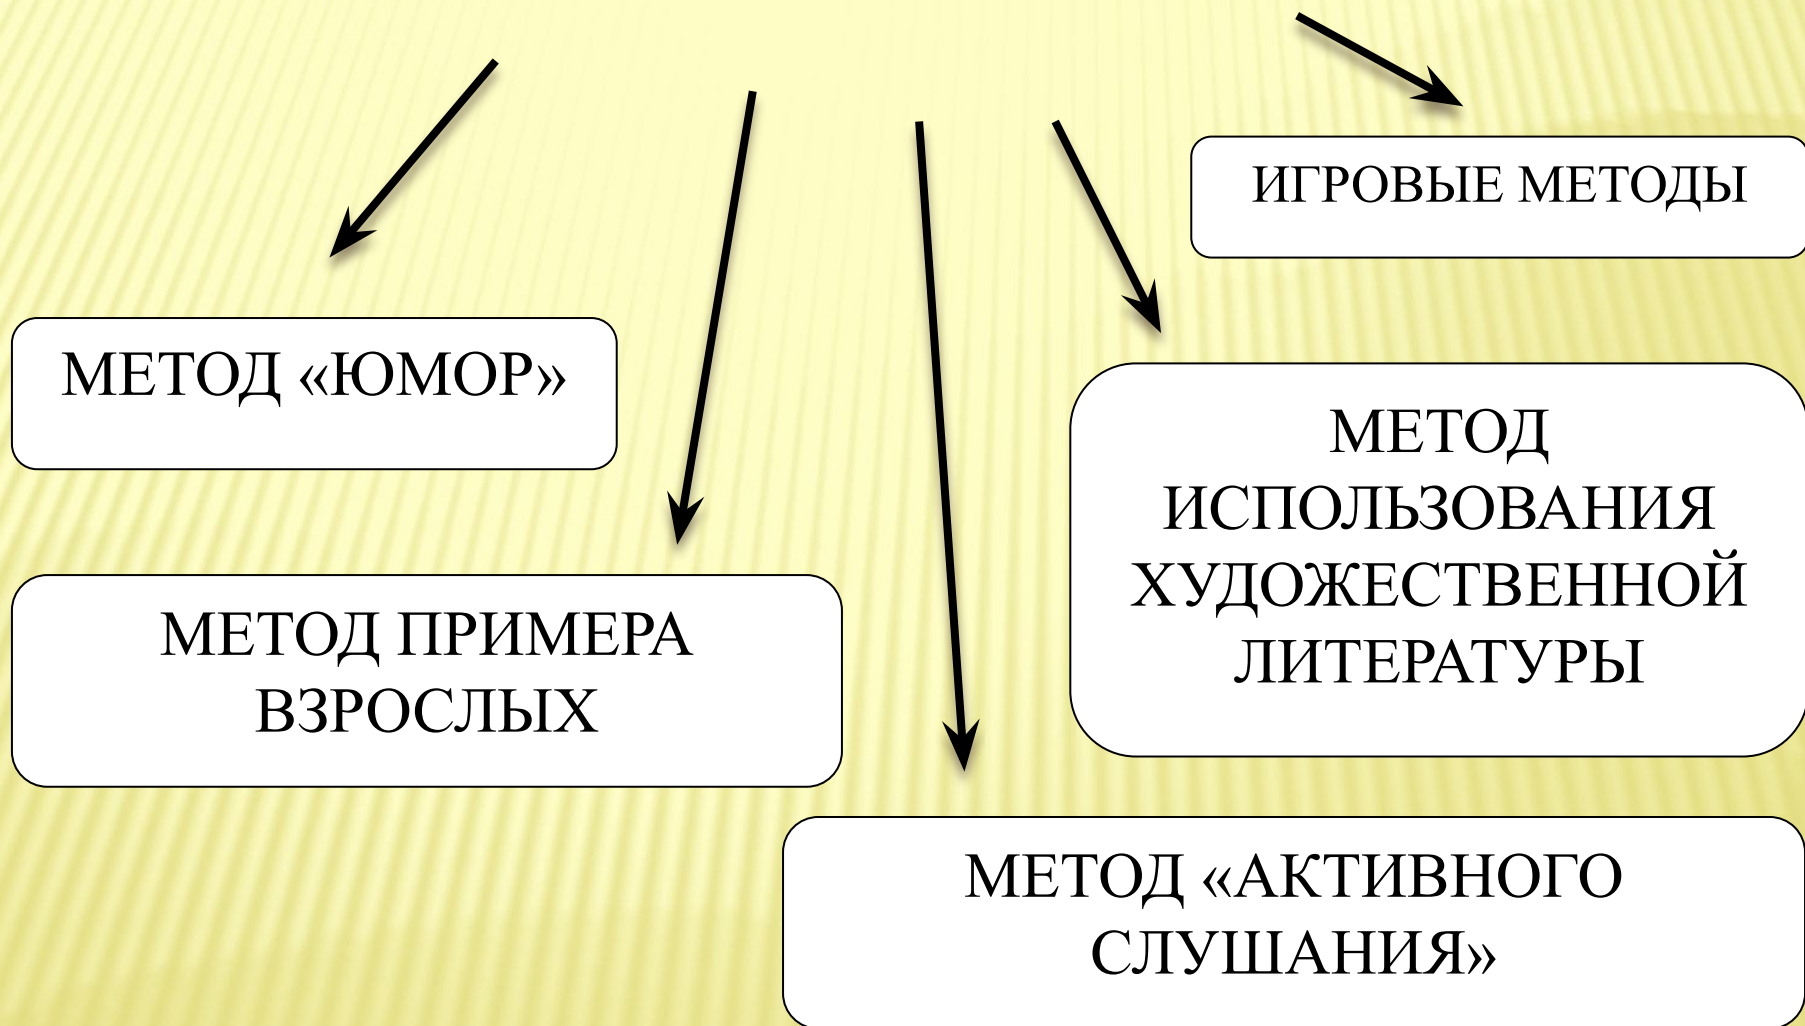 ИГРОВЫЕ МЕТОДЫ
МЕТОД «ЮМОР»
МЕТОД
ИСПОЛЬЗОВАНИЯ
ХУДОЖЕСТВЕННОЙ
ЛИТЕРАТУРЫ
МЕТОД ПРИМЕРА
ВЗРОСЛЫХ
МЕТОД «АКТИВНОГО
СЛУШАНИЯ»